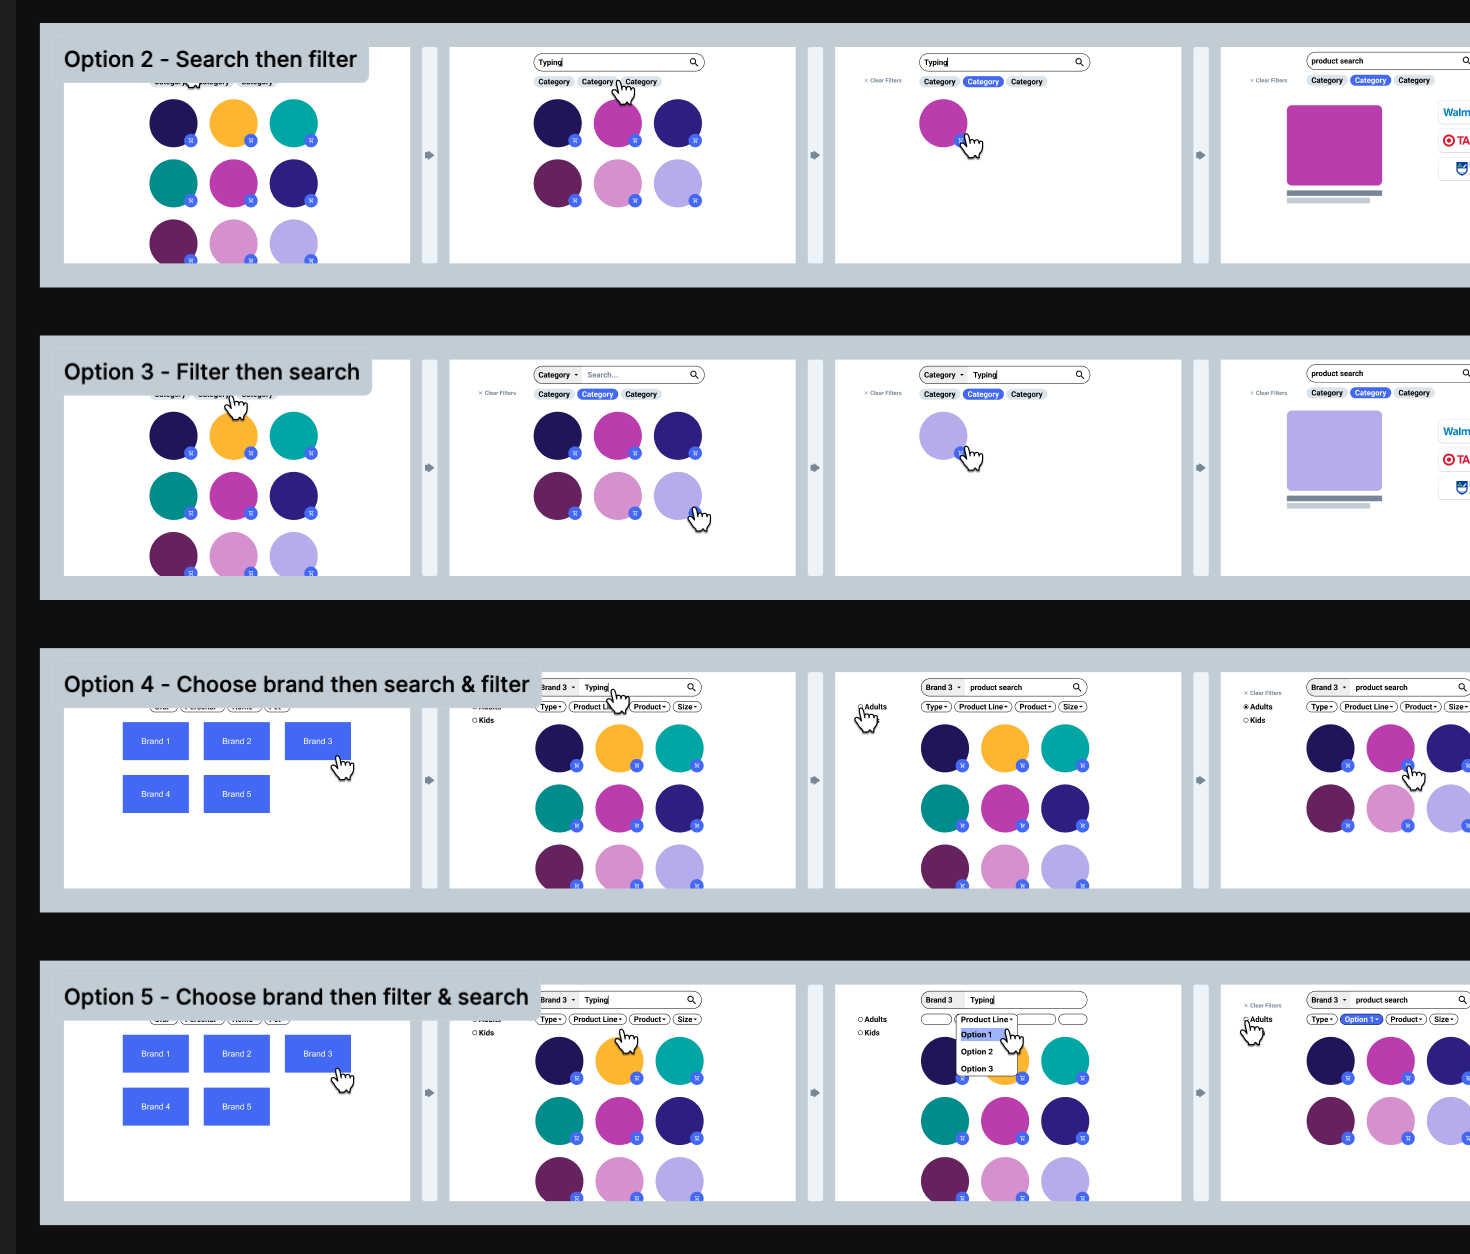 Option 2 - Search then filter
Typing
Category Category Category
Typing
× Clear Filters
Category Category Category
product search
× Clear Filters
Category Category Category
Walm
TA
Option 3 - Filter then search
Category Search...
× Clear Filters
Category Category Category
Category Typing
× Clear Filters
Category Category Category
product search
× Clear Filters
Category Category Category
Walm
TA
Option 4 - Choose brand then search & filter
Brand 1 Brand 2 Brand 3
Brand 4 Brand 5
Brand 3 Typing
Type Product Line Product Size
Kids
Brand 3 product search
Adults
Type Product Line Product Size
× Clear Filters
Adults
Kids
Brand 3 product search
Type Product Line Product Size
Option 5 - Choose brand then filter & search
Brand 1 Brand 2 Brand 3
Brand 4 Brand 5
Brand 3 Typing
Type Product Line Product Size
Kids
Brand 3 Typing
Adults
Kids
Product Line
Option 1
Option 2
Option 3
× Clear Filters
Adults
Brand 3 product search
Type Option 1 Product Size